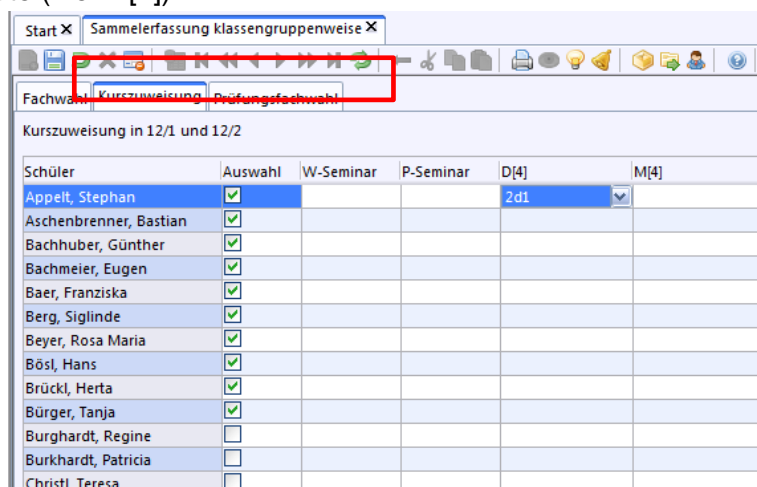 Start X Sammelerfassung klassengruppenweise X
Fachwahl Kurszuweisung Prüfungsfachwahl
Kurszuweisung in 12/1 und 12/2
Schüler Auswahl W-Seminar P-Seminar D[4] M[4]
Appelt, Stephan 2d1
Aschenbrenner, Bastian
Bachhuber, Günther
Bachmeier, Eugen
Baer, Franziska
Berg, Siglinde
Beyer, Rosa Maria
Bösl, Hans
Brückl, Herta
Bürger, Tanja
Burghardt, Regine
Burkhardt, Patricia
Christl, Teresa